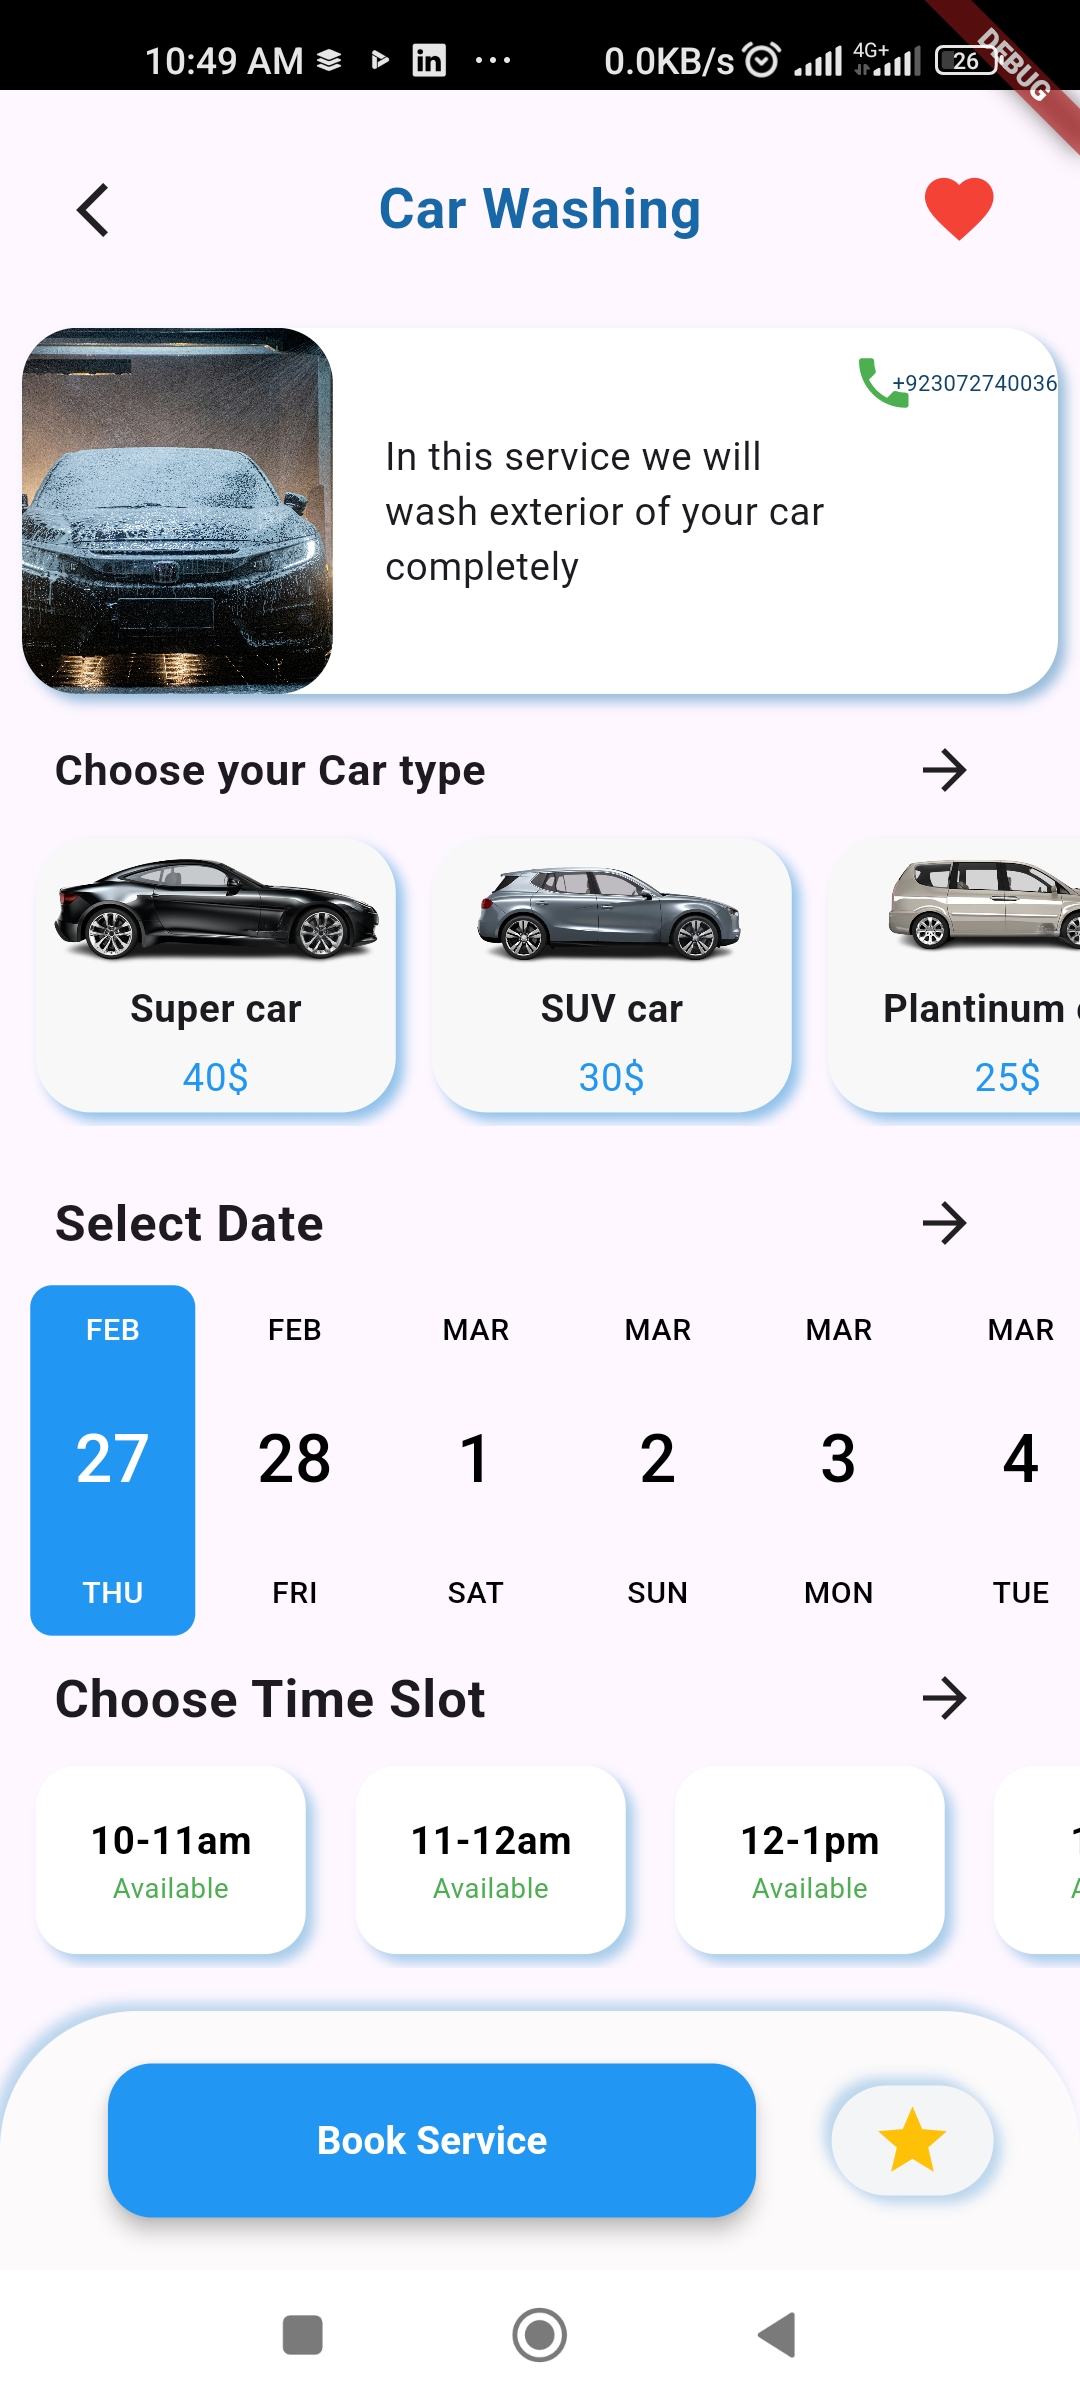 10:49 AM
0.0KB/s
4G+
26
DEBUG
Car Washing
+923072740036
In this service we will
wash exterior of your car
completely
Choose your Car type
Super car
SUV car
Plantinum
40$
30$
25$
Select Date
FEB
FEB
MAR
MAR
MAR
MAR
27
28
1
2
3
4
THU
FRI
SAT
SUN
MON
TUE
Choose Time Slot
10-11am
11-12am
12-1pm
Available
Available
Available
Book Service